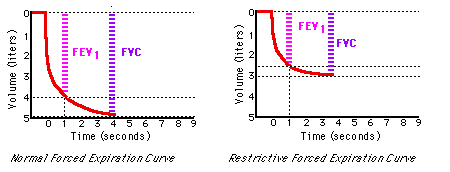 Volume (liters)
0
1
2
3
4
5
FEV1
FVC
0 1 2 3 4 5 6 7 8 9
Time (seconds)
Normal Forced Expiration Curve
Volume (liters)
0
1
2
3
4
5
FEV1
FVC
0 1 2 3 4 5 6 7 8 9
Time (seconds)
Restrictive Forced Expiration Curve